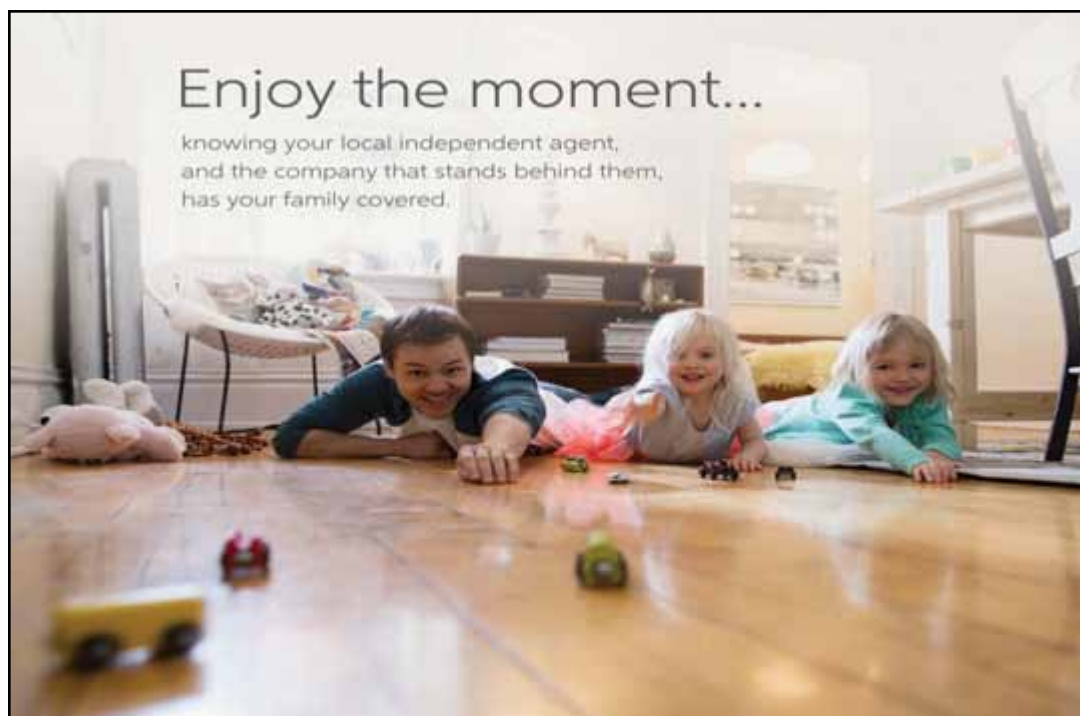 Enjoy the moment...
knowing your local independent agent,
and the company that stands behind them,
has your family covered.